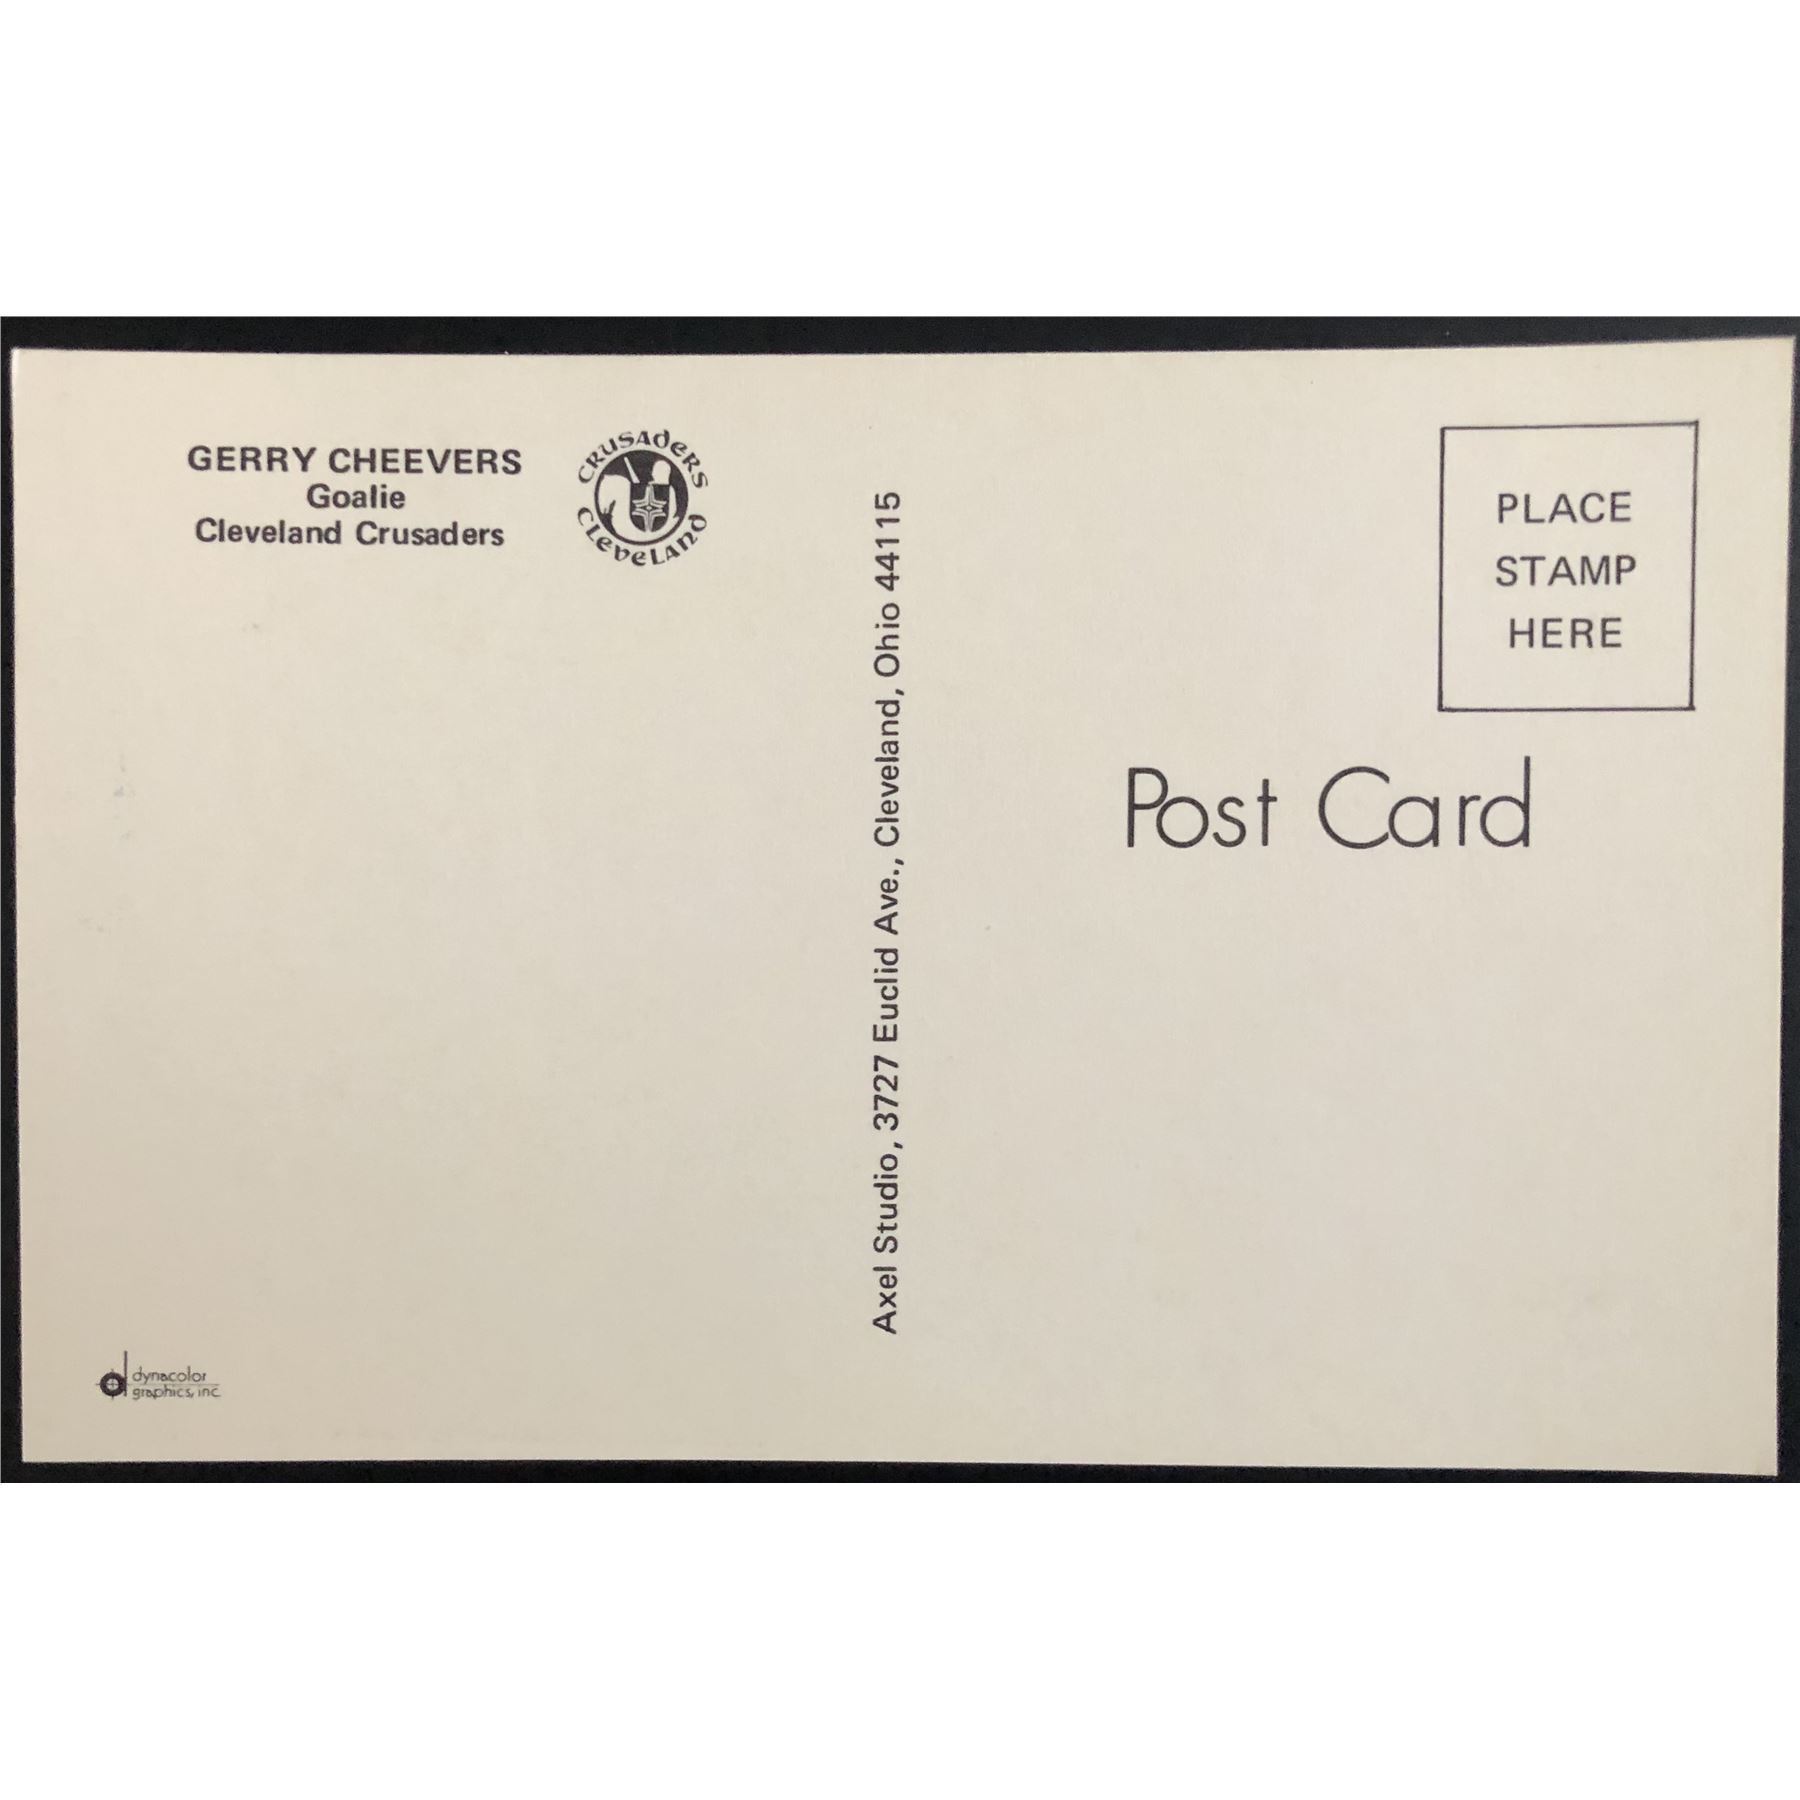 GERRY CHEEVERS
Goalie
Cleveland Crusaders
CRUSAdeRS
CLeveLAnd
Axel Studio, 3727 Euclid Ave., Cleveland, Ohio 44115
PLACE
STAMP
HERE
Post Card
dynacolor
graphics, inc.